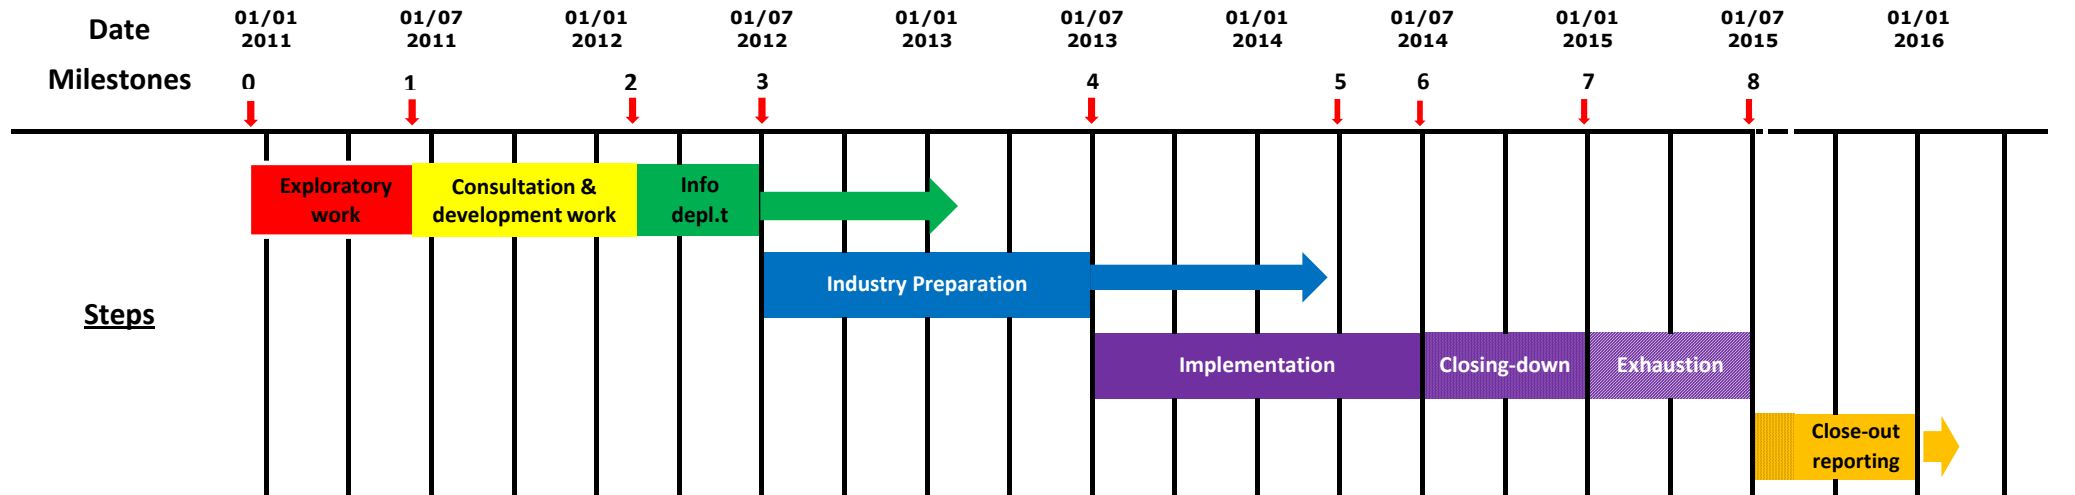 Date
01/01 01/07 01/01 01/07 01/01 01/07 01/01 01/07 01/01 01/07 01/01
2011 2011 2012 2012 2013 2013 2014 2014 2015 2015 2016
Milestones 0 1 2 3 4 5 6 7 8
Exploratory
work
Consultation &
development work
Info
depl.t
Industry Preparation
Steps
Implementation
Closing-down
Exhaustion
Close-out
reporting